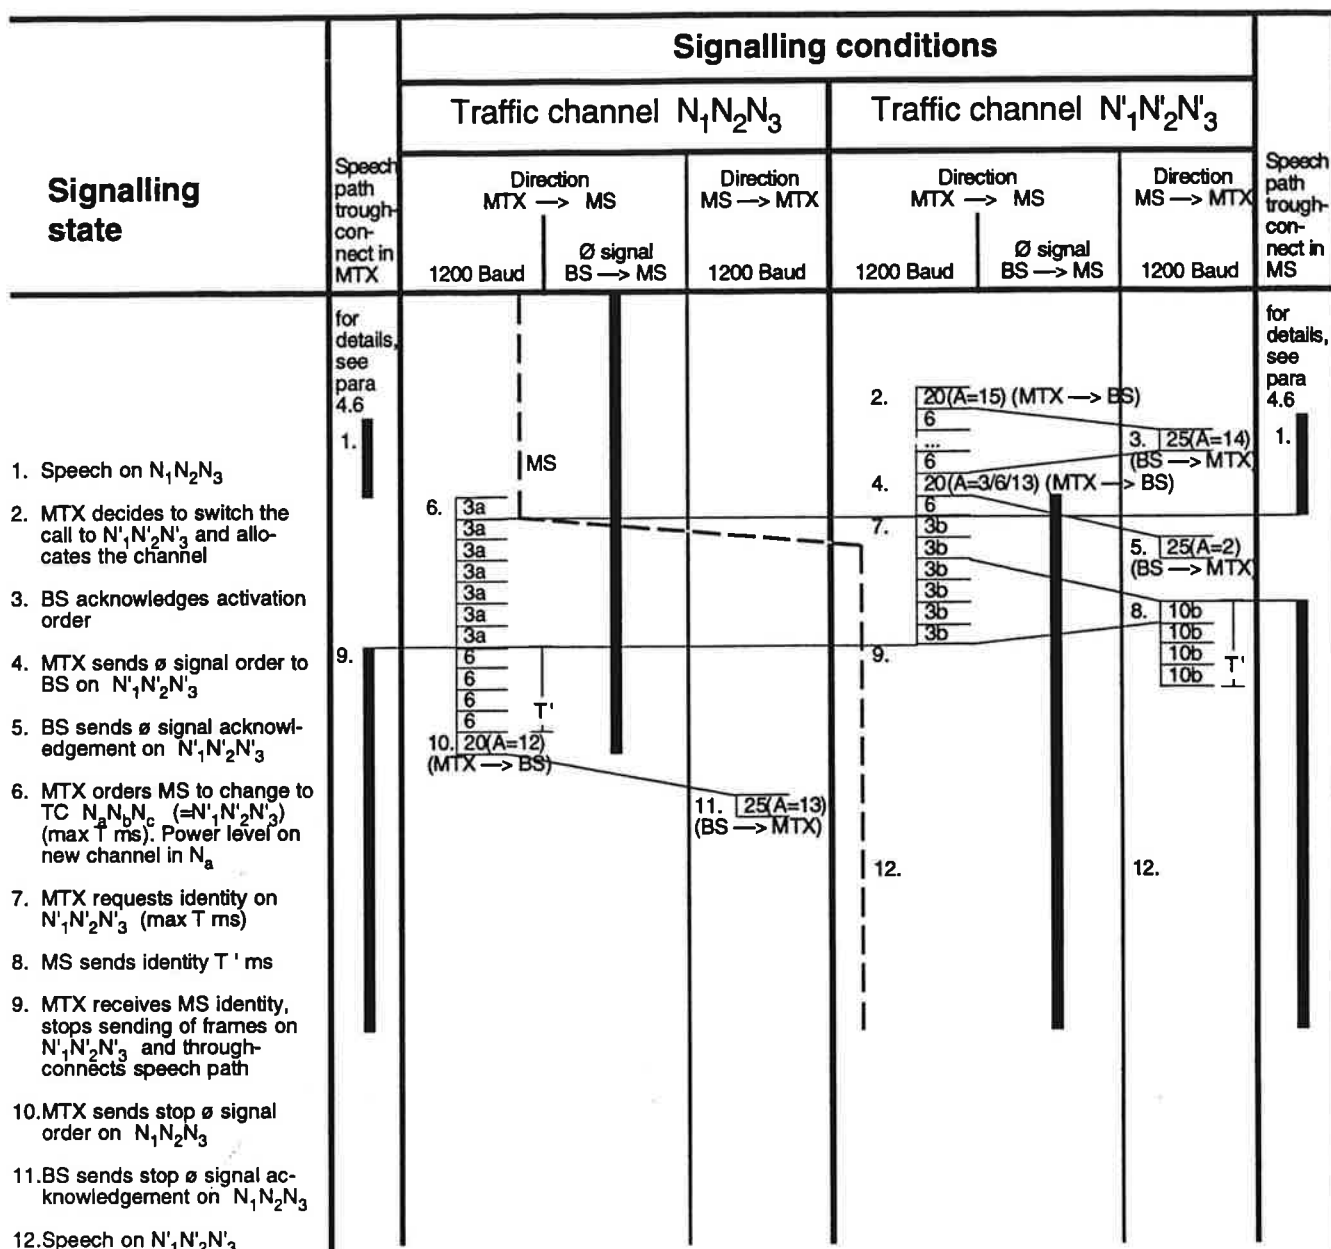 Signalling conditions
Traffic channel N1N2N3
Traffic channel N'1N'2N'3
Signalling
state
Speech
path
trough-
con-
nect in
MTX
Direction
MTX —> MS
1200 Baud
Ø signal
BS —> MS
Direction
MS —> MTX
1200 Baud
Direction
MTX —> MS
1200 Baud
Ø signal
BS —> MS
Direction
MS —> MTX
1200 Baud
Speech
path
trough-
con-
nect in
MS
for
details,
see
para
4.6
1.
9.
1. Speech on N1N2N3
2. MTX decides to switch the
call to N'1N'2N'3 and allo-
cates the channel
3. BS acknowledges activation
order
4. MTX sends ø signal order to
BS on N'1N'2N'3
5. BS sends ø signal acknowl-
edgement on N'1N'2N'3
6. MTX orders MS to change to
TC NaNbNc (=N'1N'2N'3)
(max T ms). Power level on
new channel in Na
7. MTX requests identity on
N'1N'2N'3 (max T ms)
8. MS sends identity T ' ms
9. MTX receives MS identity,
stops sending of frames on
N'1N'2N'3 and through-
connects speech path
10.MTX sends stop ø signal
order on N1N2N3
11.BS sends stop ø signal ac-
knowledgement on N1N2N3
12.Speech on N'1N'2N'3
MS
6. 3a
3a
3a
3a
3a
3a
3a
6
6
6
6
T'
10. 20(A=12)
(MTX —> BS)
11. 25(A=13)
(BS —> MTX)
2. 20(A=15) (MTX —> BS)
6
...
6
4. 20(A=3/6/13) (MTX —> BS)
6
7. 3b
3b
3b
3b
3b
3b
9.
12.
3. 25(A=14)
(BS —> MTX)
5. 25(A=2)
(BS —> MTX)
8. 10b
10b
10b
10b
T'
12.
for
details,
see
para
4.6
1.